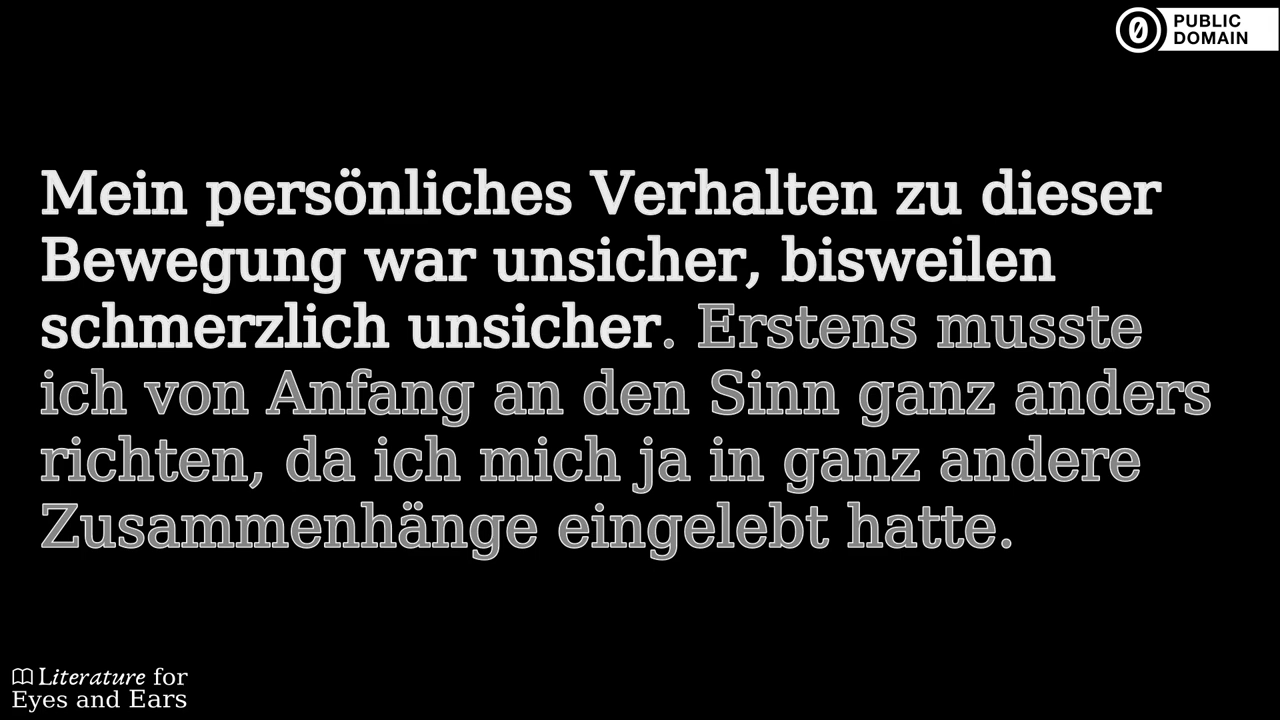 PUBLIC
DOMAIN
Mein persönliches Verhalten zu dieser
Bewegung war unsicher, bisweilen
schmerzlich unsicher. Erstens musste
ich von Anfang an den Sinn ganz anders
richten, da ich mich ja in ganz andere
Zusammenhänge eingelebt hatte.
Literature for
Eyes and Ears